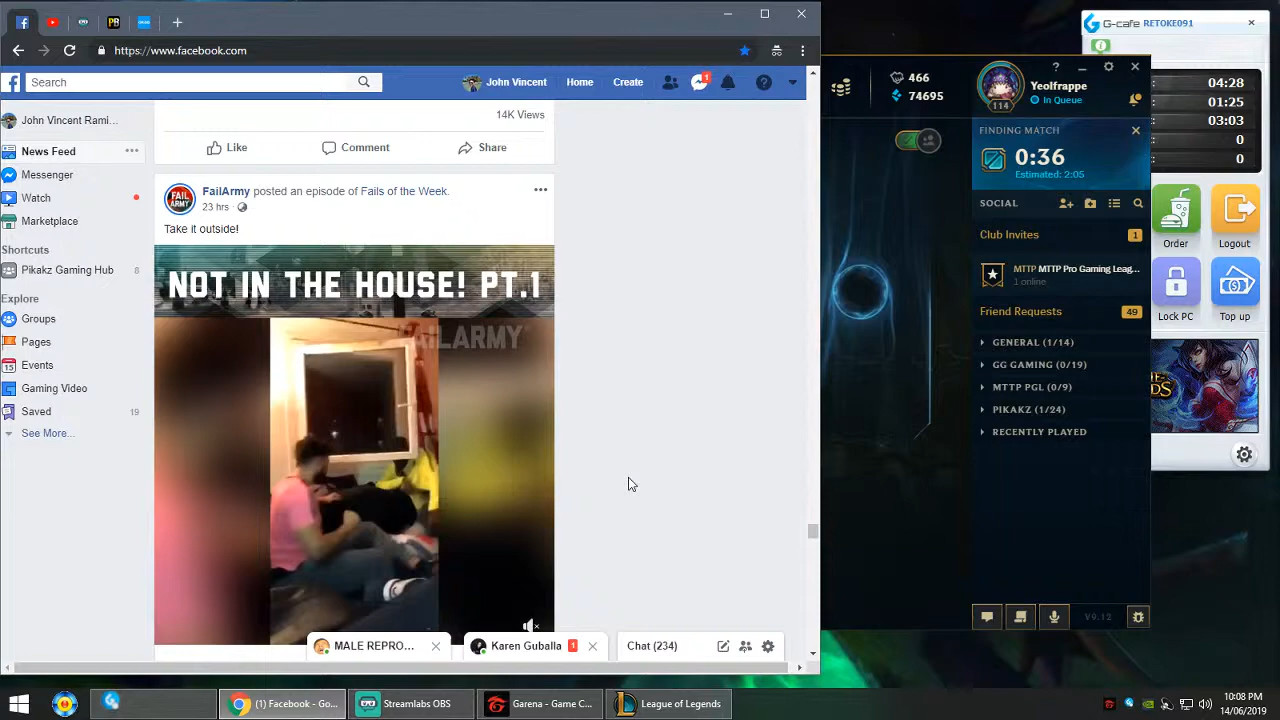 G-cafe RETOKE091
https://www.facebook.com
Search
John Vincent
Home
Create
1
John Vincent Rami...
News Feed
Messenger
Watch
Marketplace
Shortcuts
Pikakz Gaming Hub 8
Explore
Groups
Pages
15 Events
Gaming Video
Saved 19
See More...
14K Views
Like
Comment
Share
FAIL
ARMY
FailArmy posted an episode of Fails of the Week.
23 hrs
Take it outside!
NOT IN THE HOUSE! PT.1
FAILARMY
MALE REPRO...
Karen Guballa 1
Chat (234)
466
74695
114
Yeolfrappe
In Queue
FINDING MATCH
0:36
Estimated: 2:05
SOCIAL
Club Invites 1
MTTP MTTP Pro Gaming Leag...
1 online
Friend Requests 49
GENERAL (1/14)
GG GAMING (0/19)
MTTP PGL (0/9)
PIKAKZ (1/24)
RECENTLY PLAYED
V9.12
04:28
01:25
03:03
0
0
Order
Logout
Lock PC
Top up
(1) Facebook - Go...
Streamlabs OBS
Garena - Game C...
League of Legends
10:08 PM
14/06/2019